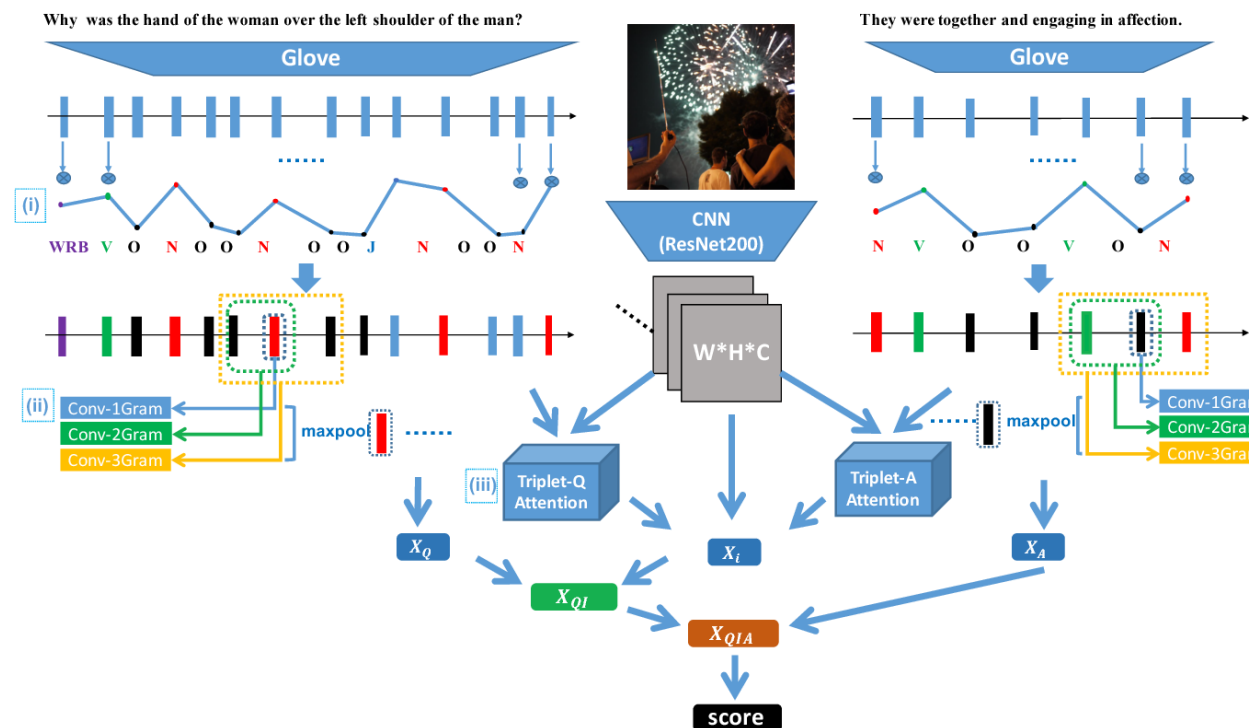 Why was the hand of the woman over the left shoulder of the man?
They were together and engaging in affection.
Glove
Glove
CNN
(ResNet200)
(i)
WRB V O N O O N O O J N O O N
N V O O V O N
W*H*C
(ii)
Conv-1Gram
Conv-2Gram
Conv-3Gram
maxpool
maxpool
Conv-1Gram
Conv-2Gram
Conv-3Gram
(iii)
Triplet-Q
Attention
Triplet-A
Attention
X_Q
X_i
X_A
X_QI
X_QIA
score